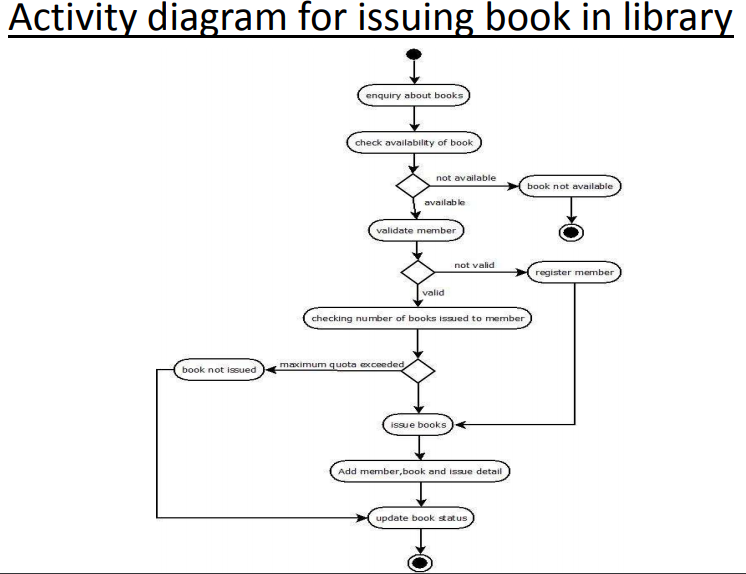 Activity diagram for issuing book in library
enquiry about books
check availability of book
not available
book not available
available
validate member
not valid
register member
valid
checking number of books issued to member
maximum quota exceeded
book not issued
issue books
Add member,book and issue detail
update book status